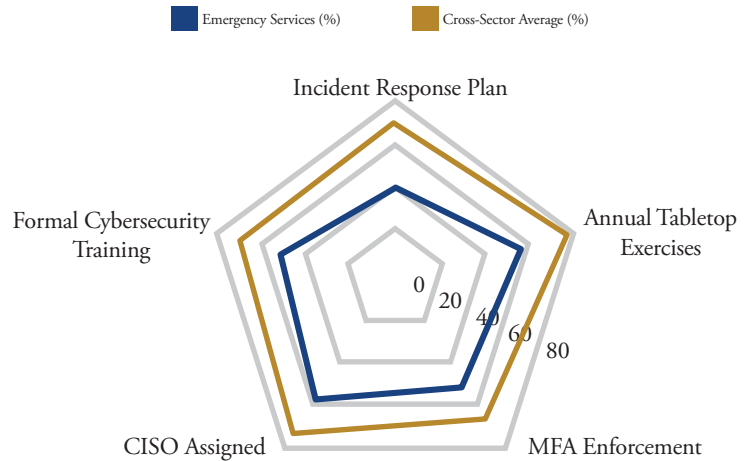 Emergency Services (%)
Cross-Sector Average (%)
Incident Response Plan
Formal Cybersecurity
Training
Annual Tabletop
Exercises
0
20
40
60
80
CISO Assigned
MFA Enforcement